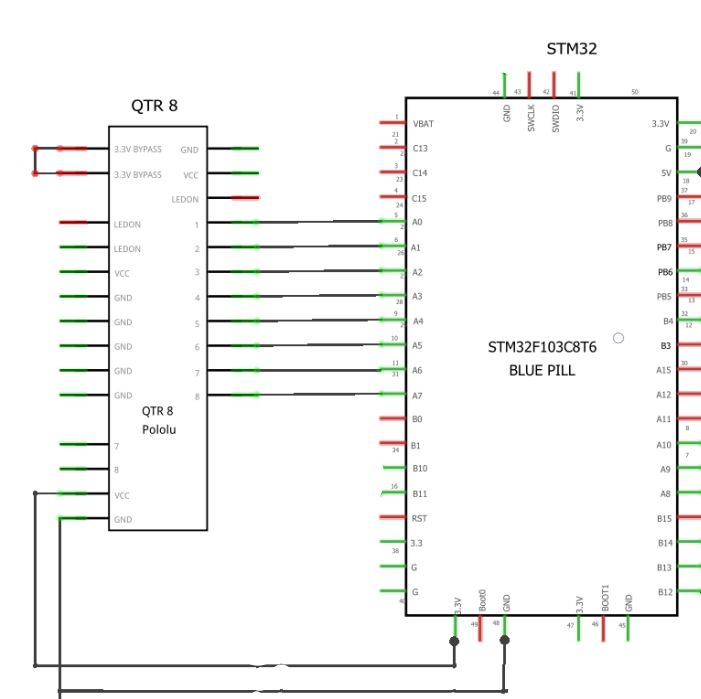 STM32
QTR 8
44
43
42
41
50
GND
SWCLK
SWDIO
3.3V
1
VBAT
21
3.3V
20
3.3V BYPASS
GND
2
C13
G
39
19
3.3V BYPASS
VCC
3
C14
23
5V
18
LEDON
4
C15
24
PB9
37
17
LEDON
1
5
A0
PB8
36
LEDON
2
6
A1
26
PB7
35
15
VCC
3
A2
PB6
14
GND
4
A3
28
PB5
33
13
GND
5
9
A4
B4
32
12
GND
6
10
A5
STM32F103C8T6
B3
GND
7
11
A6
31
BLUE PILL
A15
30
GND
8
A7
A12
QTR 8
Pololu
B0
A11
8
7
B1
34
A10
7
8
B10
A9
VCC
16
B11
A8
GND
RST
B15
3.3
38
B14
G
B13
G
B12
3.3V
Boot0
GND
3.3V
BOOT1
GND
49
48
47
46
45